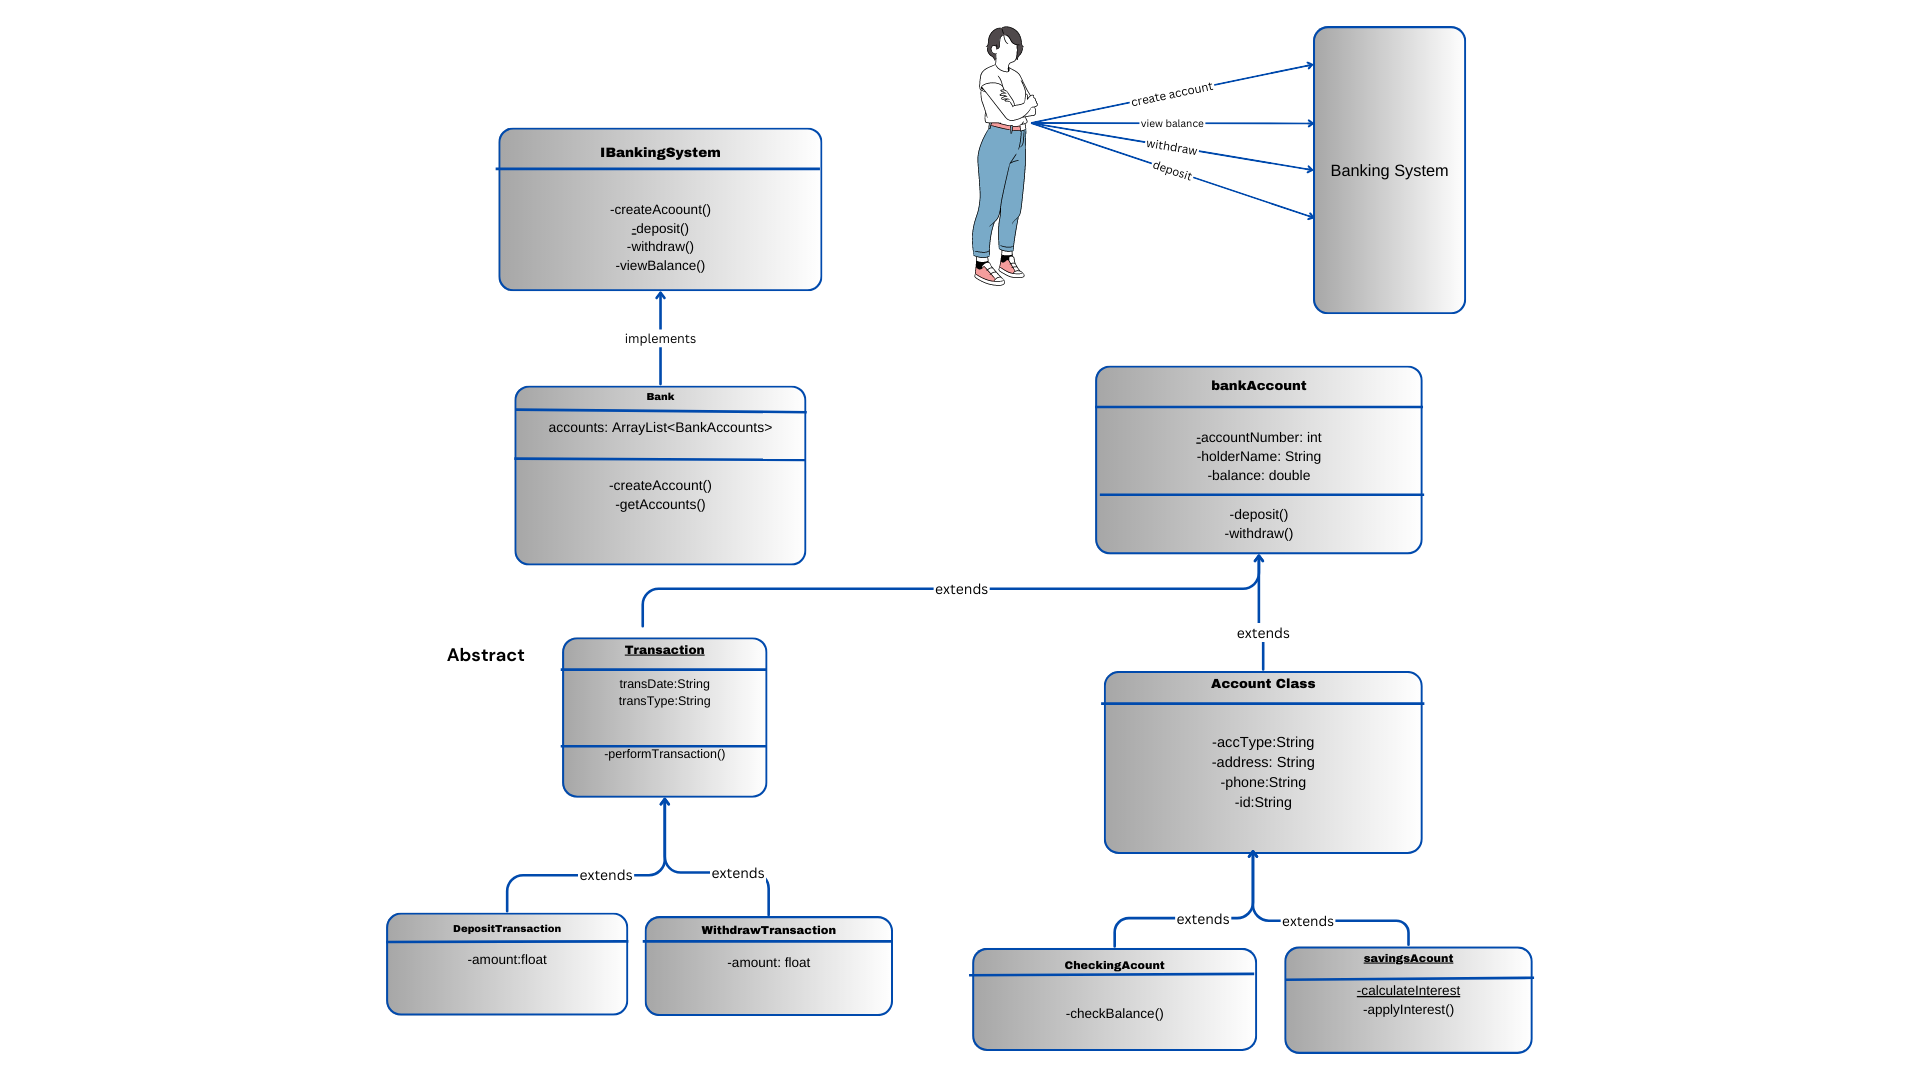 create account
view balance
withdraw
deposit
Banking System
IBankingSystem
-createAcoount()
-deposit()
-withdraw()
-viewBalance()
implements
Bank
accounts: ArrayList<BankAccounts>
-createAccount()
-getAccounts()
bankAccount
-accountNumber: int
-holderName: String
-balance: double
-deposit()
-withdraw()
extends
extends
Abstract
Transaction
transDate:String
transType:String
-performTransaction()
Account Class
-accType:String
-address: String
-phone:String
-id:String
extends
extends
DepositTransaction
-amount:float
WithdrawTransaction
-amount: float
extends
extends
CheckingAcount
-checkBalance()
savingsAcount
-calculateInterest
-applyInterest()